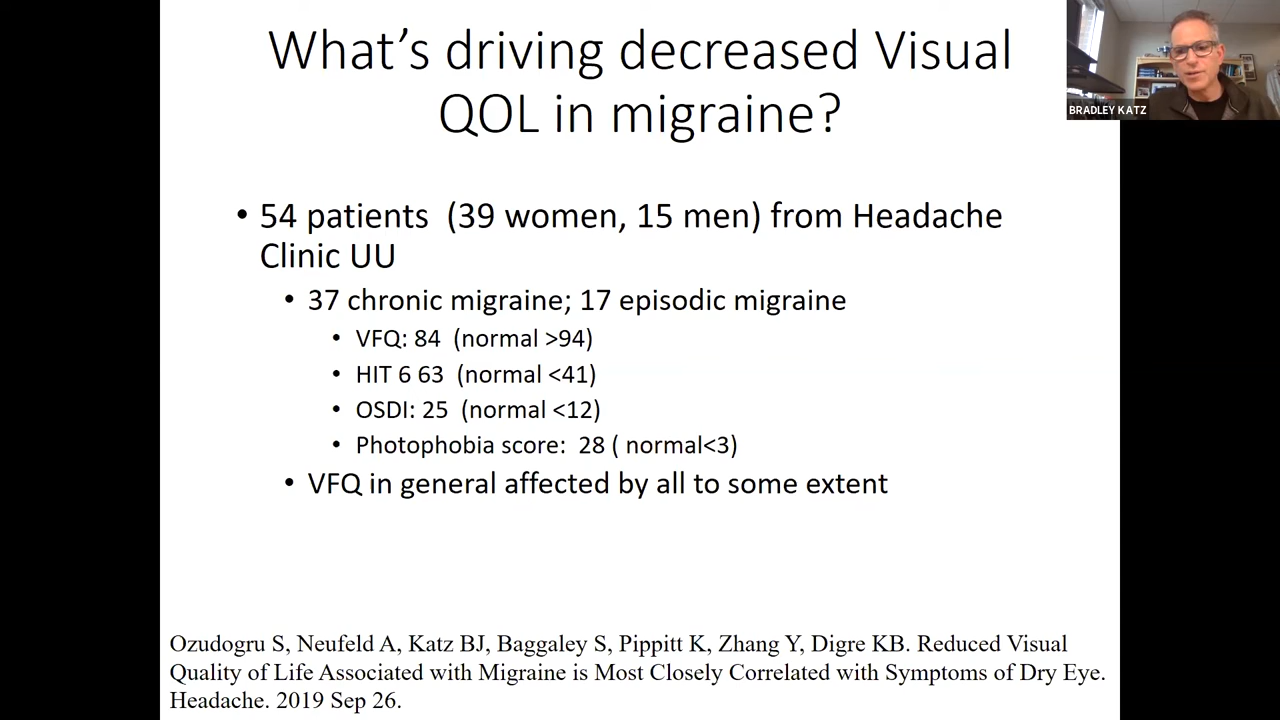 What's driving decreased Visual
QOL in migraine?
BRADLEY KATZ
• 54 patients  (39 women, 15 men) from Headache
Clinic UU
• 37 chronic migraine; 17 episodic migraine
• VFQ: 84  (normal >94)
• HIT 6 63  (normal <41)
• OSDI: 25  (normal <12)
• Photophobia score:  28 ( normal<3)
• VFQ in general affected by all to some extent
Ozudogru S, Neufeld A, Katz BJ, Baggaley S, Pippitt K, Zhang Y, Digre KB. Reduced Visual
Quality of Life Associated with Migraine is Most Closely Correlated with Symptoms of Dry Eye.
Headache. 2019 Sep 26.